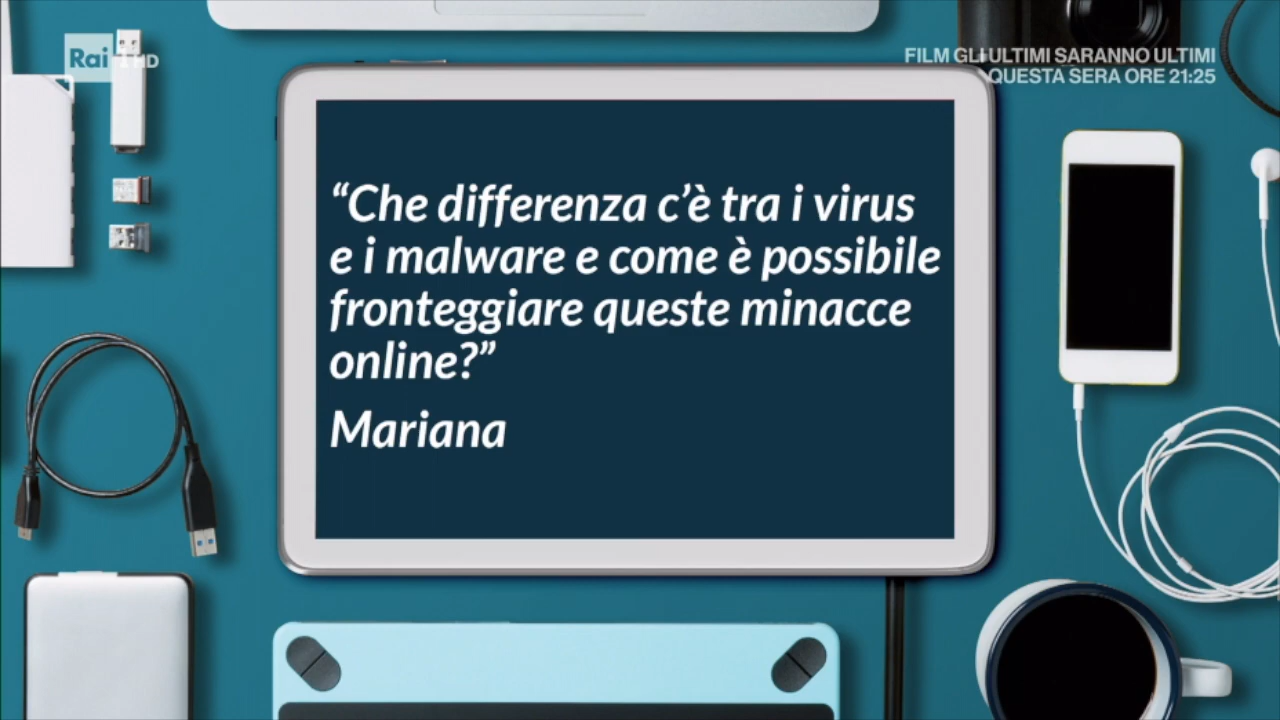 Rai 1 HD
FILM GLI ULTIMI SARANNO ULTIMI
QUESTA SERA ORE 21:25
“Che differenza c’è tra i virus
e i malware e come è possibile
fronteggiare queste minacce
online?”
Mariana